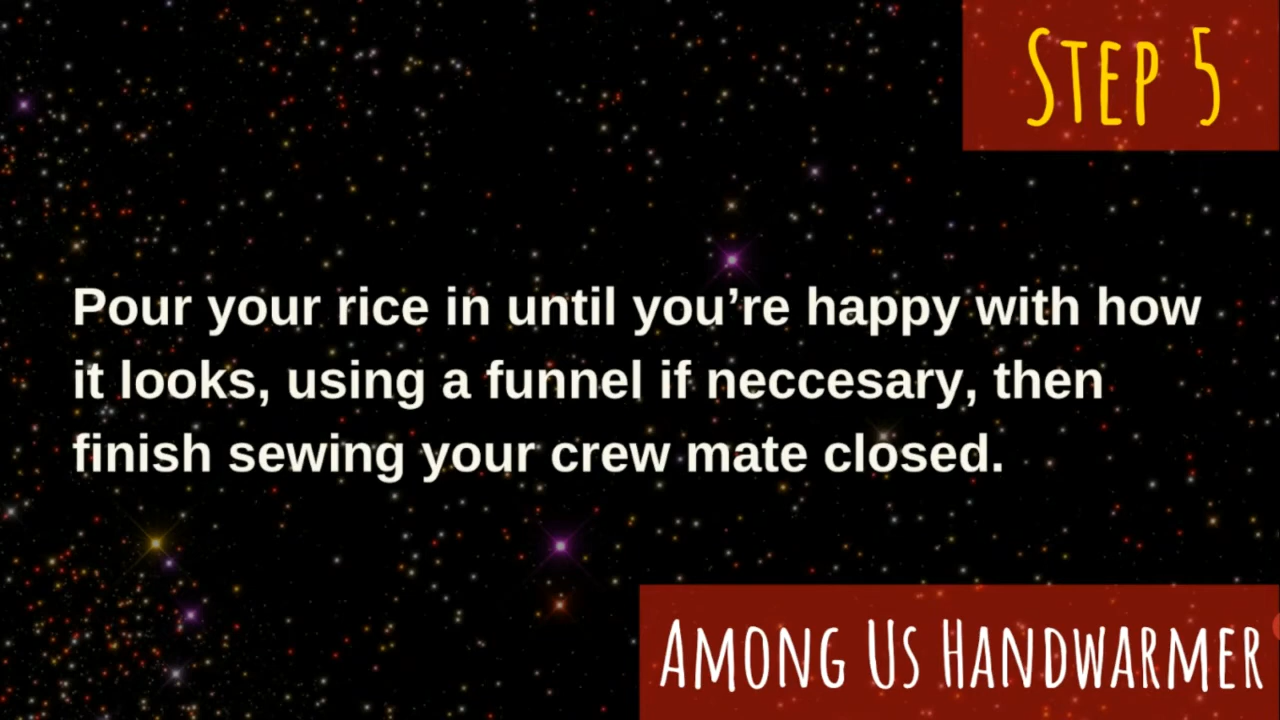 Step 5
Pour your rice in until you’re happy with how
it looks, using a funnel if neccesary, then
finish sewing your crew mate closed.
Among Us Handwarmer